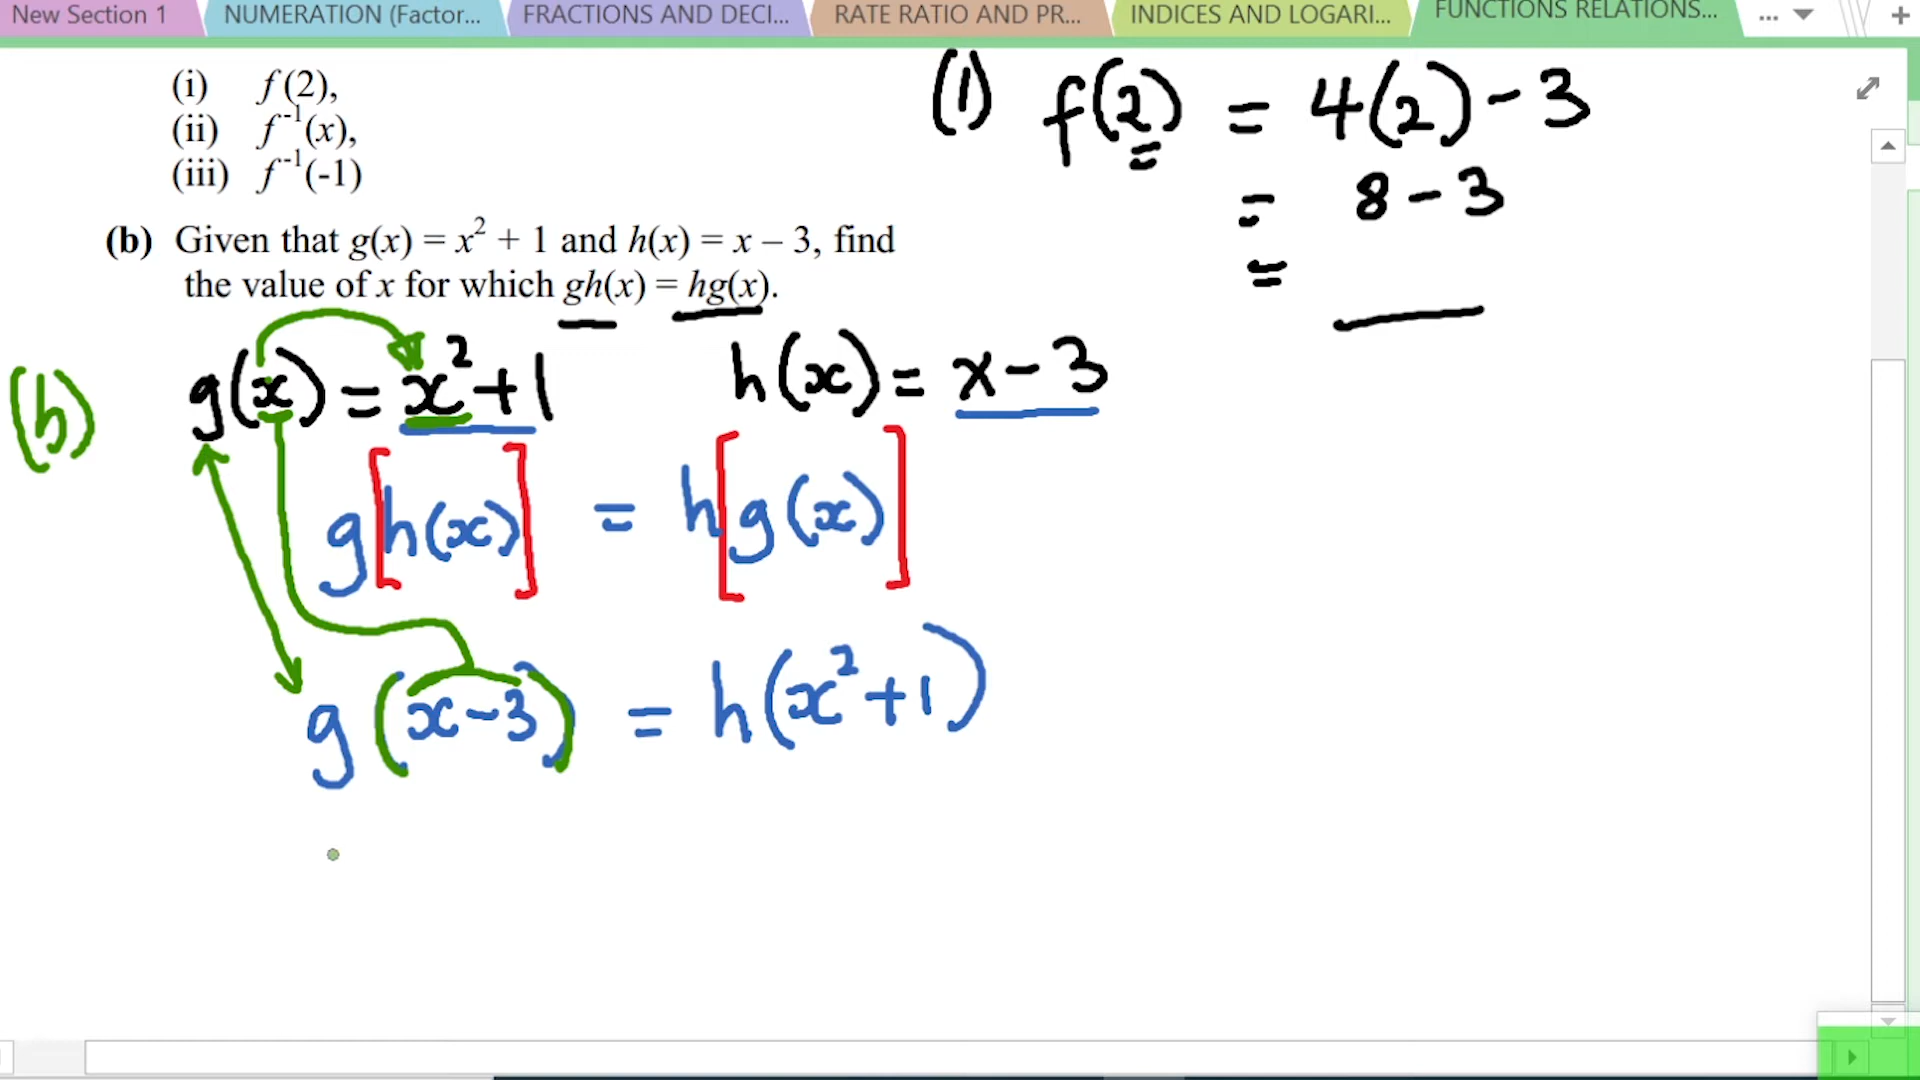 New Section 1 NUMERATION (Factor... FRACTIONS AND DECI... RATE RATIO AND PR... INDICES AND LOGARI... FUNCTIONS RELATIONS... ...
(i) f(2),
(ii) f⁻¹(x),
(iii) f⁻¹(-1)
(b) Given that g(x) = x² + 1 and h(x) = x – 3, find
the value of x for which gh(x) = hg(x).
(1) f(2) = 4(2) - 3
= 8 - 3
=
(b) g(x) = x² + 1 h(x) = x - 3
g[h(x)] = h[g(x)]
g(x-3) = h(x²+1)